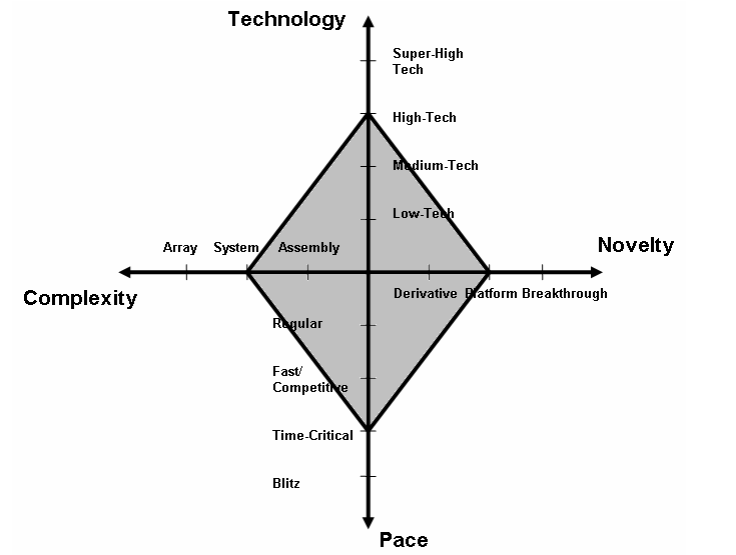 Technology
Super-High
Tech
High-Tech
Medium-Tech
Low-Tech
Array System Assembly
Novelty
Complexity
Derivative Platform Breakthrough
Regular
Fast/
Competitive
Time-Critical
Blitz
Pace